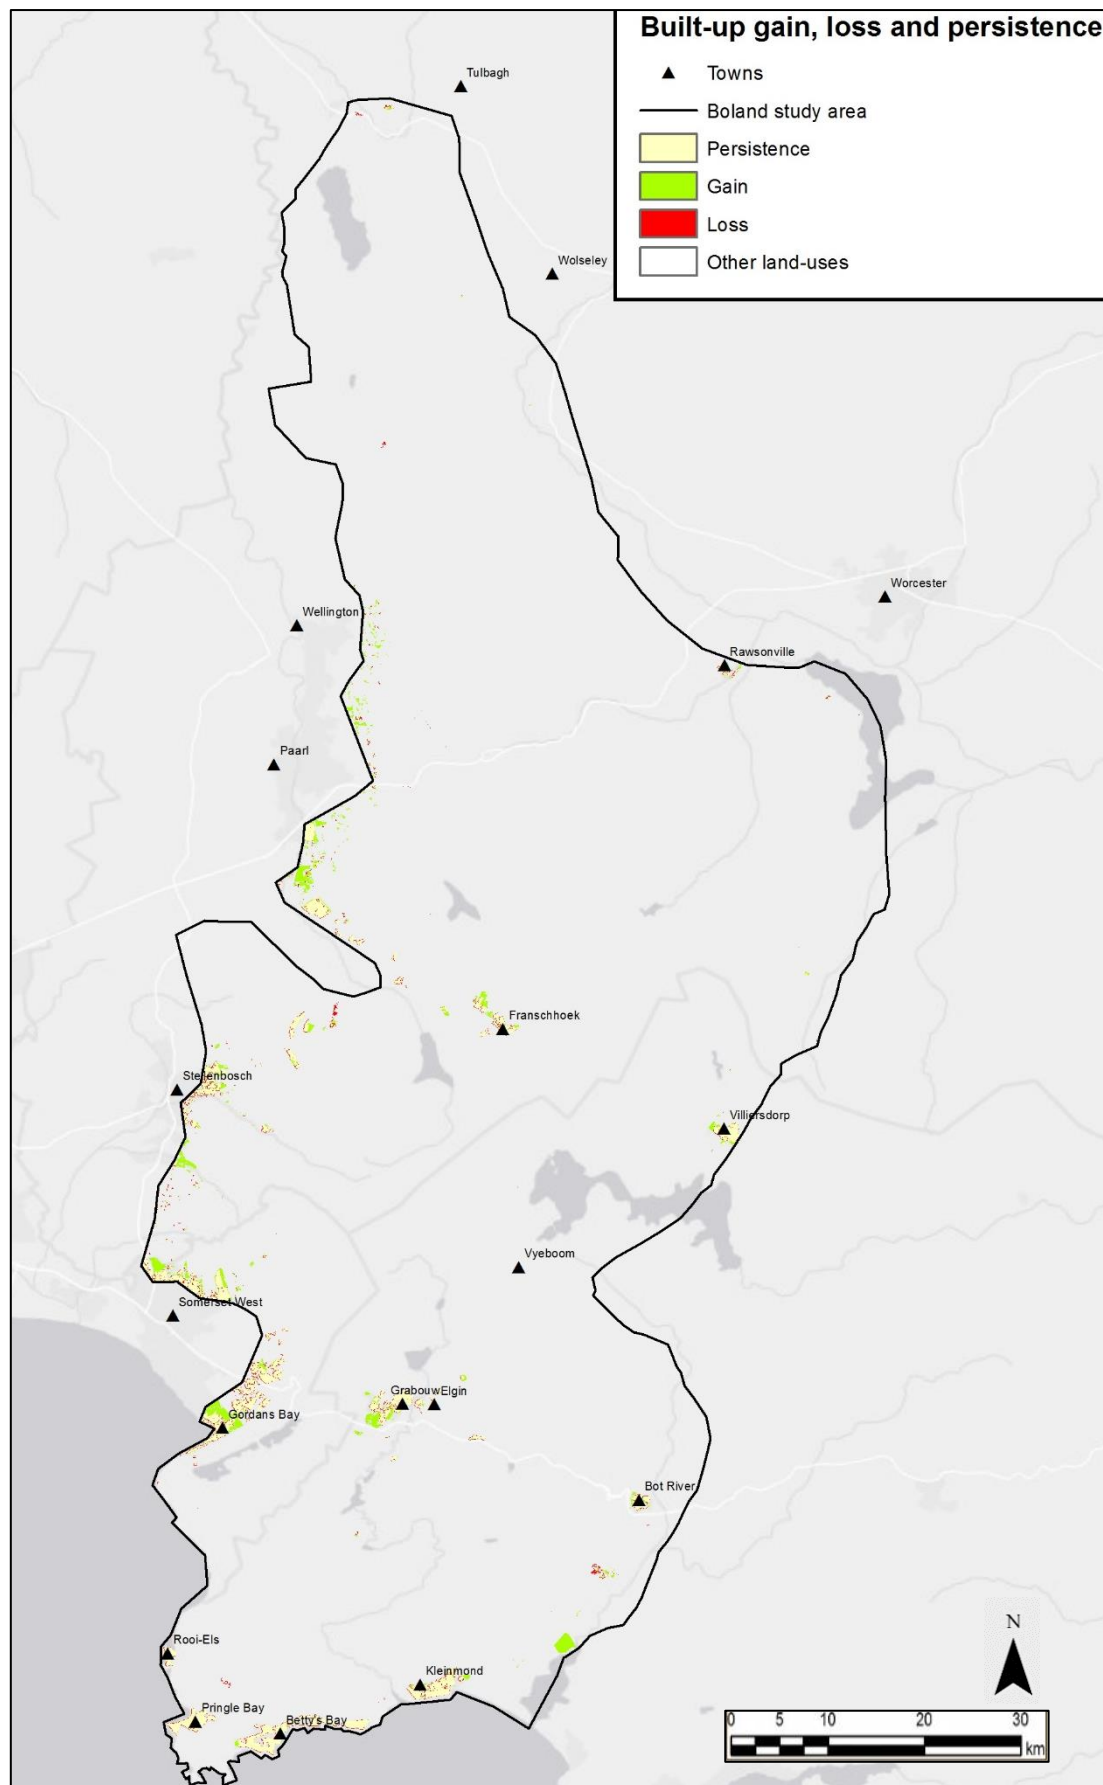 Built-up gain, loss and persistence
Towns
Boland study area
Persistence
Gain
Loss
Other land-uses
Tulbagh
Wolseley
Worcester
Wellington
Rawsonville
Paarl
Franschhoek
Stellenbosch
Villiersdorp
Vyeboom
Somerset West
Grabouw
Elgin
Gordans Bay
Bot River
Rooi-Els
Kleinmond
Pringle Bay
Betty's Bay
N
0 5 10 20 30
km